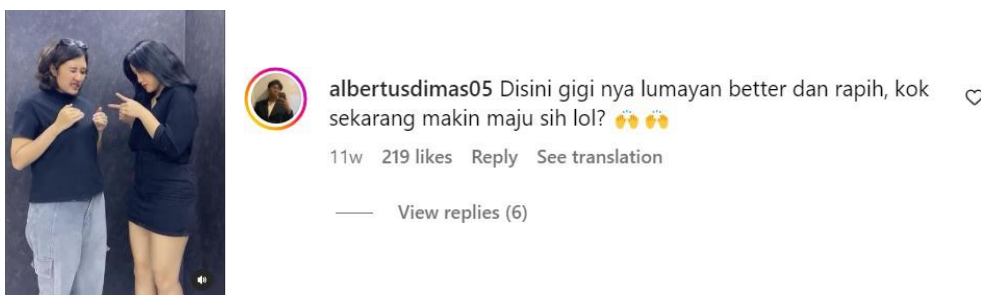 albertusdimas05 Disini gigi nya lumayan better dan rapih, kok
sekarang makin maju sih lol? 🙌 🙌
11w 219 likes Reply See translation
View replies (6)